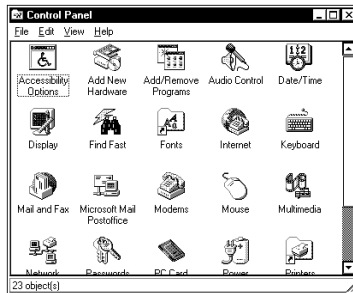 Control Panel
File Edit View Help
Accessibility Options
Add New Hardware
Add/Remove Programs
Audio Control
Date/Time
Display
Find Fast
Fonts
Internet
Keyboard
Mail and Fax
Microsoft Mail Postoffice
Modems
Mouse
Multimedia
Network
Passwords
PC Card
Power
Printers
23 object(s)